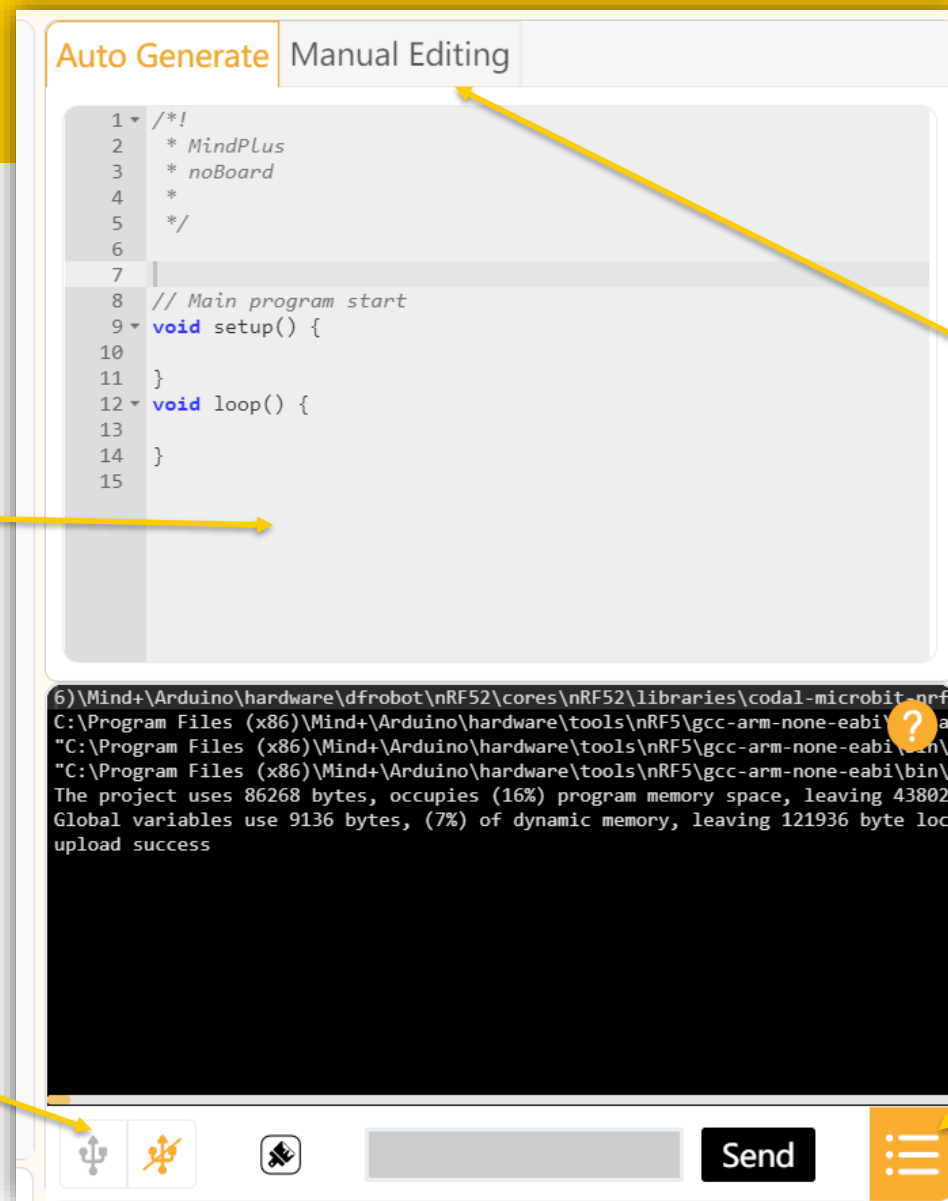 Auto Generate Manual Editing
1 /*!
2 * MindPlus
3 * noBoard
4 *
5 */
6
7
8 // Main program start
9 void setup() {
10
11 }
12 void loop() {
13
14 }
15
6)\Mind+\Arduino\hardware\dfrobot\nRF52\cores\nRF52\libraries\codal-microbit-nrf
C:\Program Files (x86)\Mind+\Arduino\hardware\tools\nRF5\gcc-arm-none-eabi\
"C:\Program Files (x86)\Mind+\Arduino\hardware\tools\nRF5\gcc-arm-none-eabi\bin\
"C:\Program Files (x86)\Mind+\Arduino\hardware\tools\nRF5\gcc-arm-none-eabi\bin\
The project uses 86268 bytes, occupies (16%) program memory space, leaving 43802
Global variables use 9136 bytes, (7%) of dynamic memory, leaving 121936 byte loc
upload success
?
Send